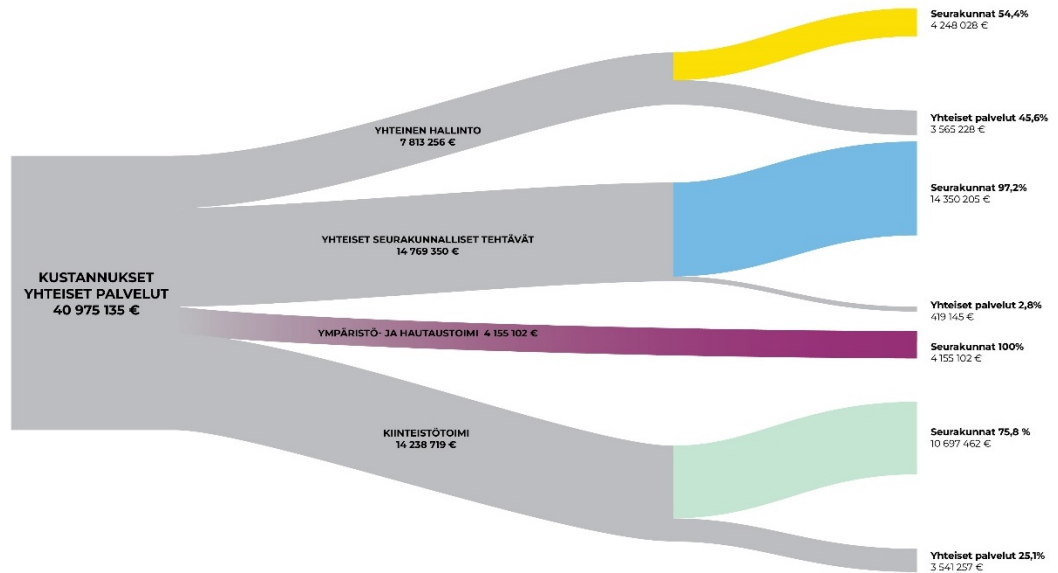 KUSTANNUKSET
YHTEISET PALVELUT
40 975 135 €
YHTEINEN HALLINTO
7 813 256 €
YHTEISET SEURAKUNNALLISET TEHTÄVÄT
14 769 350 €
YMPÄRISTÖ- JA HAUTAUSTOIMI 4 155 102 €
KIINTEISTÖTOIMI
14 238 719 €
Seurakunnat 54,4%
4 248 028 €
Yhteiset palvelut 45,6%
3 565 228 €
Seurakunnat 97,2%
14 350 205 €
Yhteiset palvelut 2,8%
419 145 €
Seurakunnat 100%
4 155 102 €
Seurakunnat 75,8 %
10 697 462 €
Yhteiset palvelut 25,1%
3 541 257 €